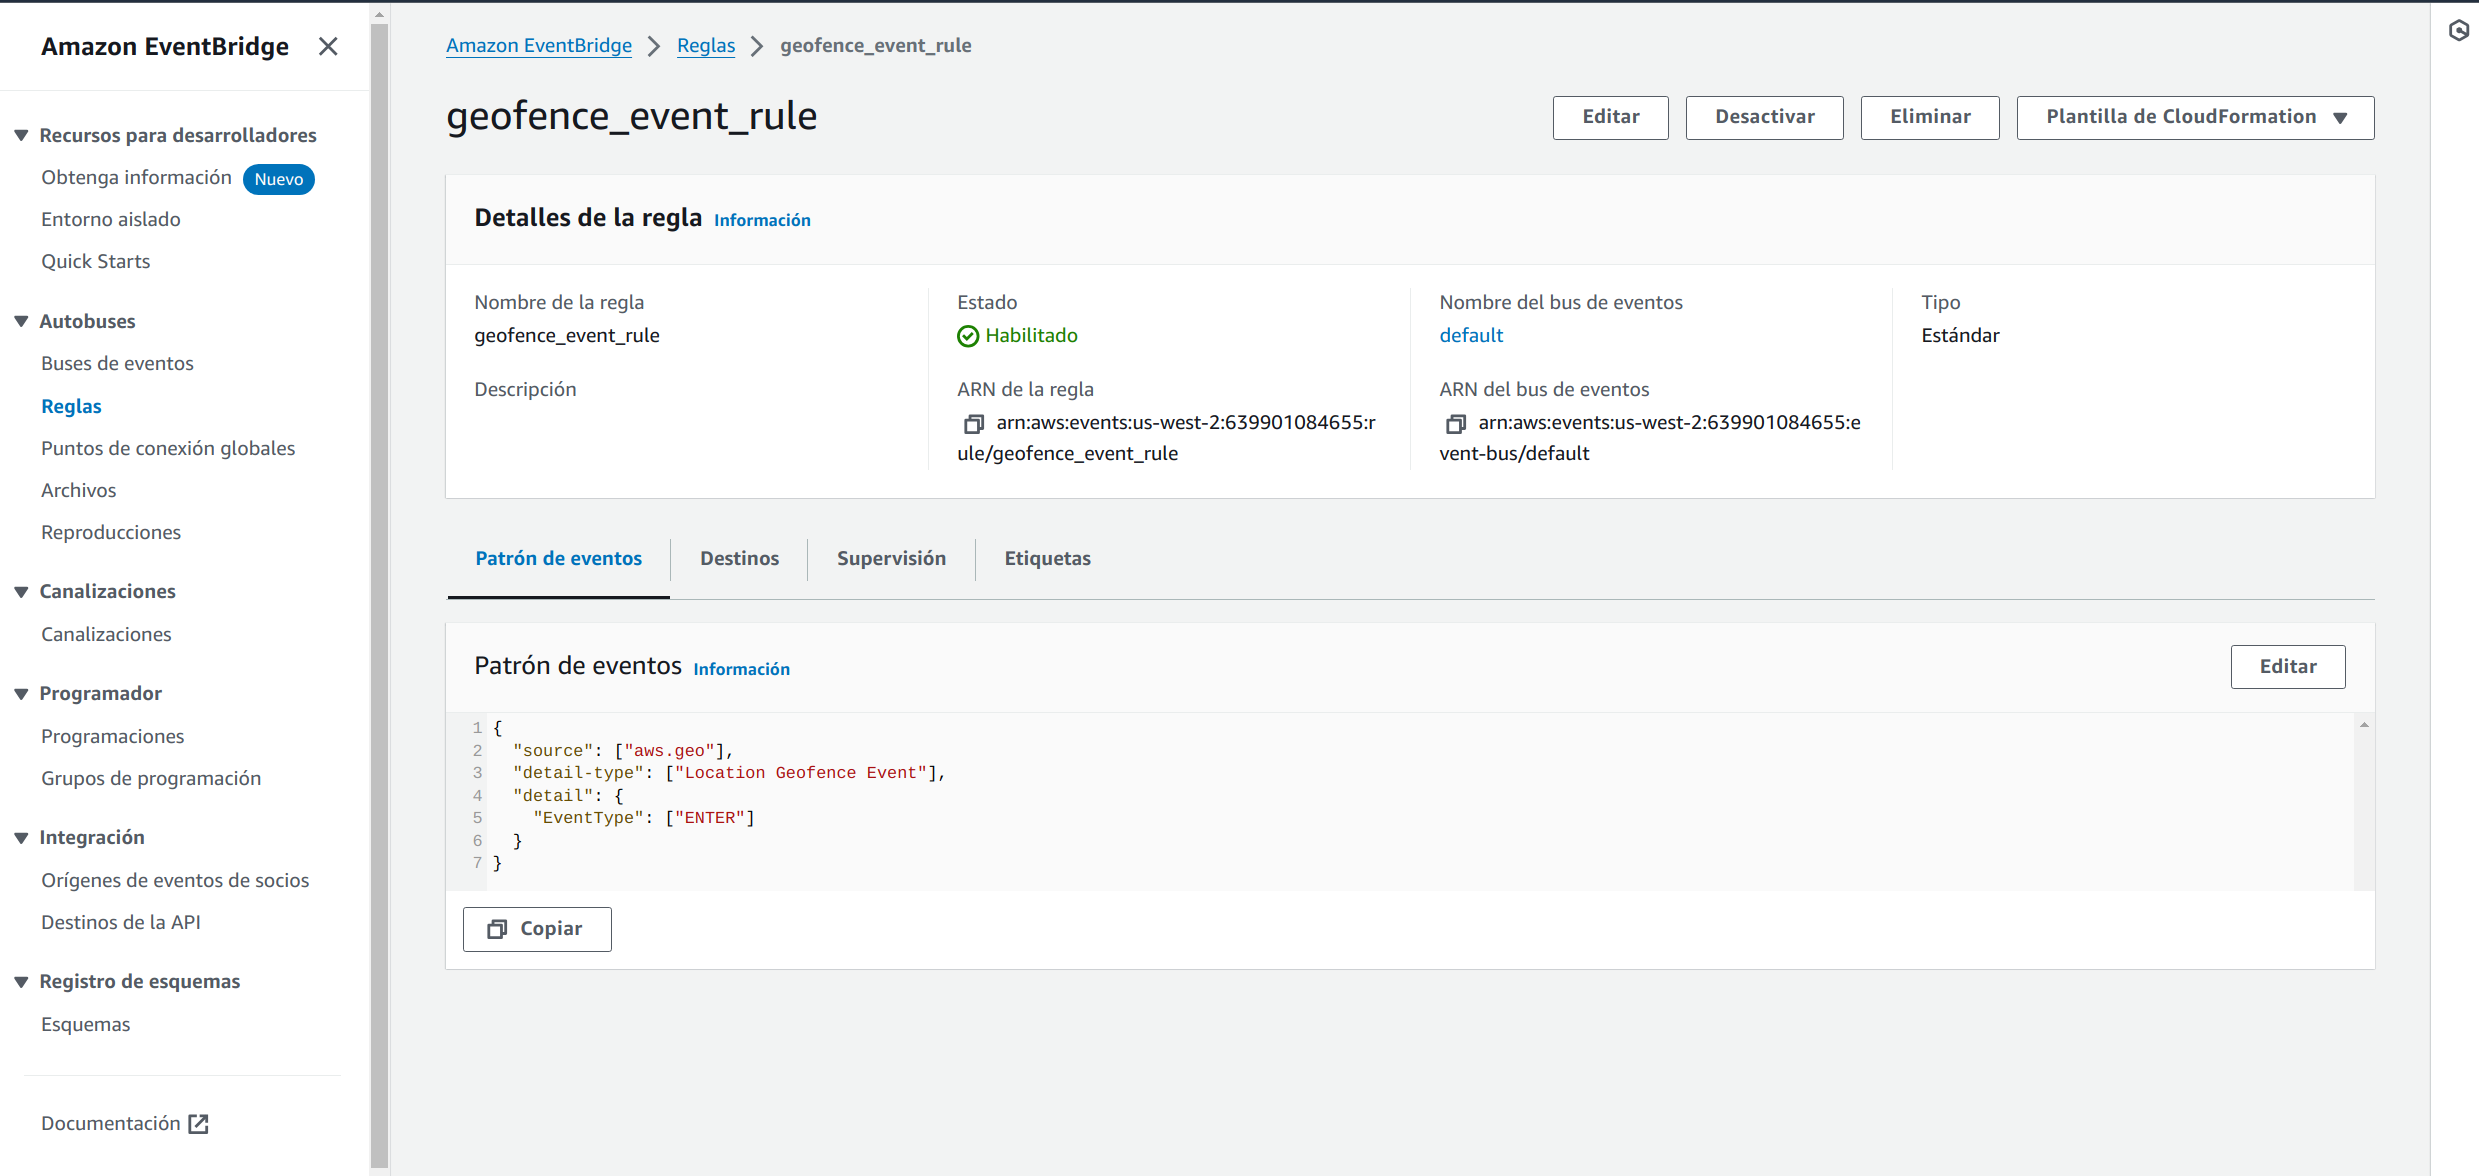 Amazon EventBridge
Recursos para desarrolladores
Obtenga información Nuevo
Entorno aislado
Quick Starts
Autobuses
Buses de eventos
Reglas
Puntos de conexión globales
Archivos
Reproducciones
Canalizaciones
Canalizaciones
Programador
Programaciones
Grupos de programación
Integración
Orígenes de eventos de socios
Destinos de la API
Registro de esquemas
Esquemas
Documentación
Amazon EventBridge > Reglas > geofence_event_rule
geofence_event_rule
Editar
Desactivar
Eliminar
Plantilla de CloudFormation
Detalles de la regla Información
Nombre de la regla
geofence_event_rule
Descripción
Estado
Habilitado
ARN de la regla
arn:aws:events:us-west-2:639901084655:r
ule/geofence_event_rule
Nombre del bus de eventos
default
ARN del bus de eventos
arn:aws:events:us-west-2:639901084655:e
vent-bus/default
Tipo
Estándar
Patrón de eventos
Destinos
Supervisión
Etiquetas
Patrón de eventos Información
Editar
1 {
2   "source": ["aws.geo"],
3   "detail-type": ["Location Geofence Event"],
4   "detail": {
5     "EventType": ["ENTER"]
6   }
7 }
Copiar